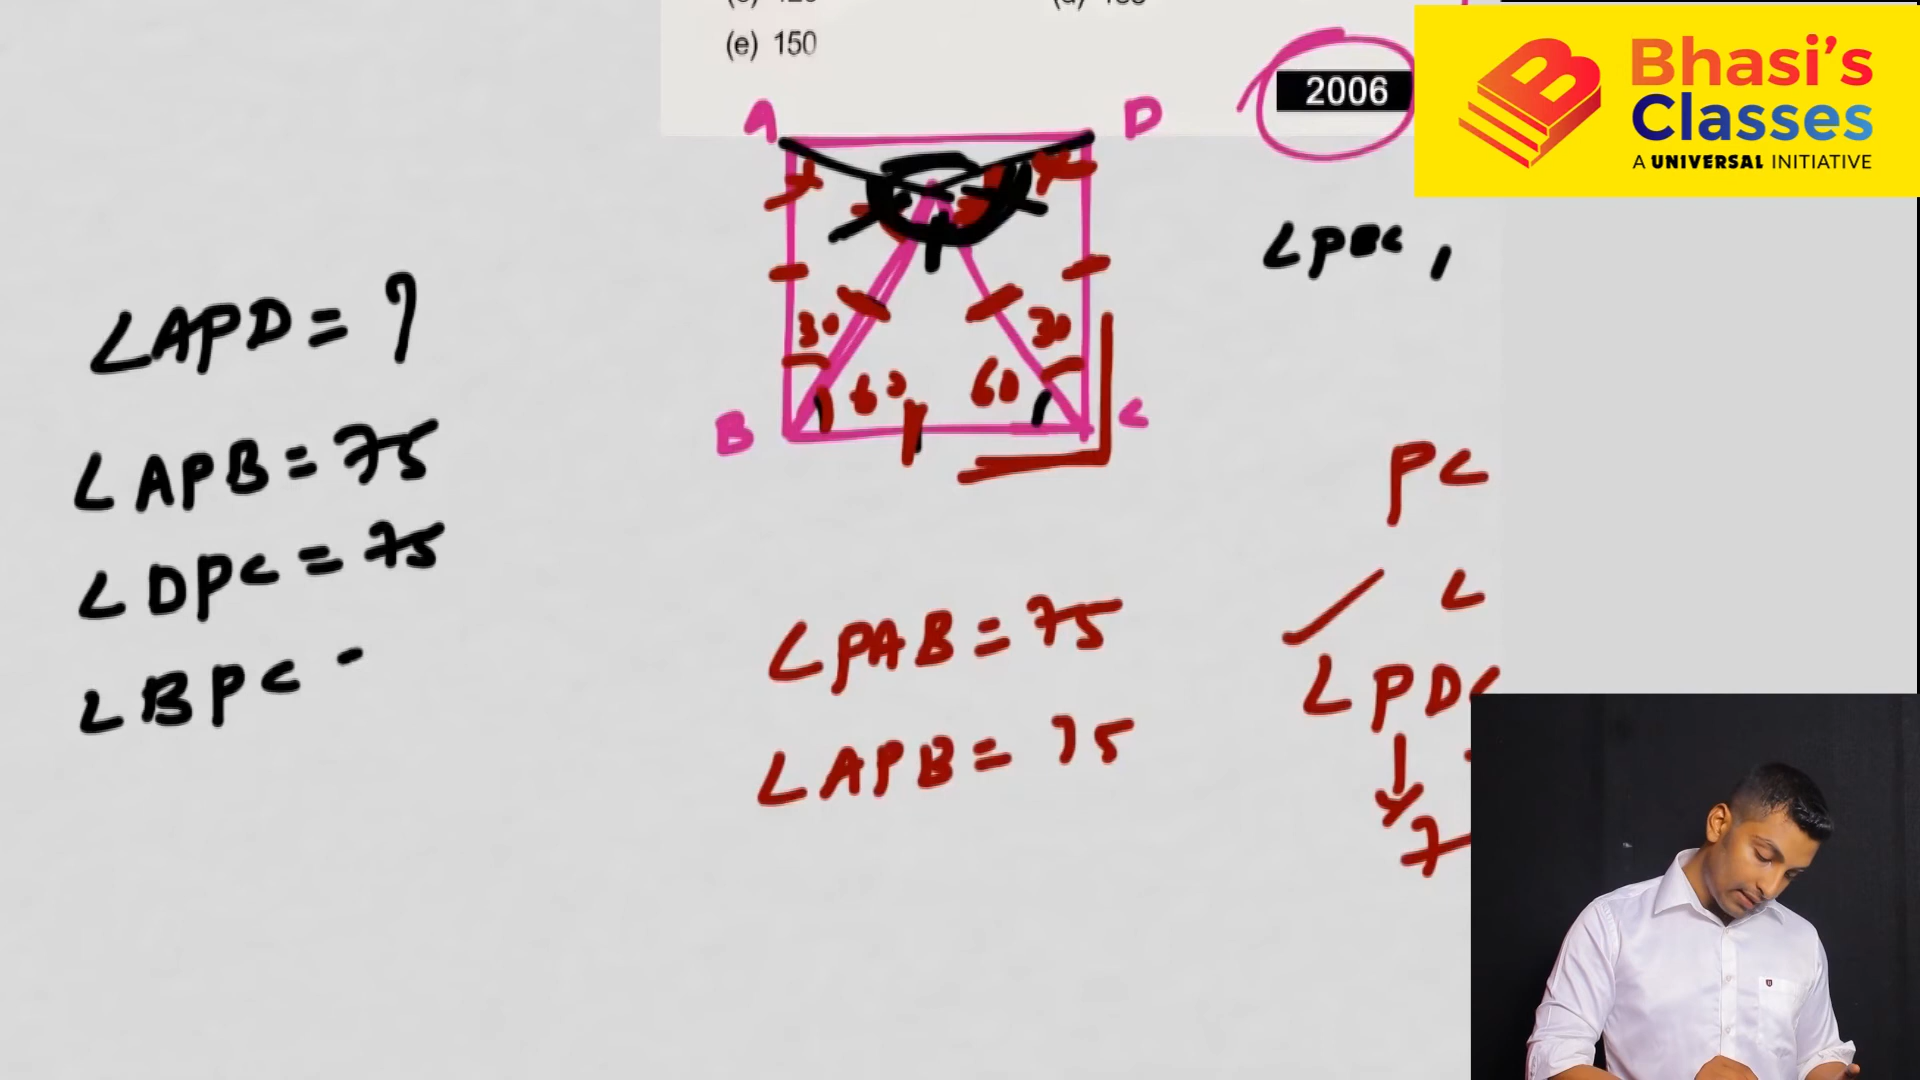 (e) 150
2006
Bhasi's
Classes
A UNIVERSAL INITIATIVE
A D
∠PBC,
∠APD = ?
30 30
60 60
B C
∠APB = 75
PC
∠DPC = 75
∠
∠PAB = 75
∠BPC -
∠PDC
∠APB = 75
7